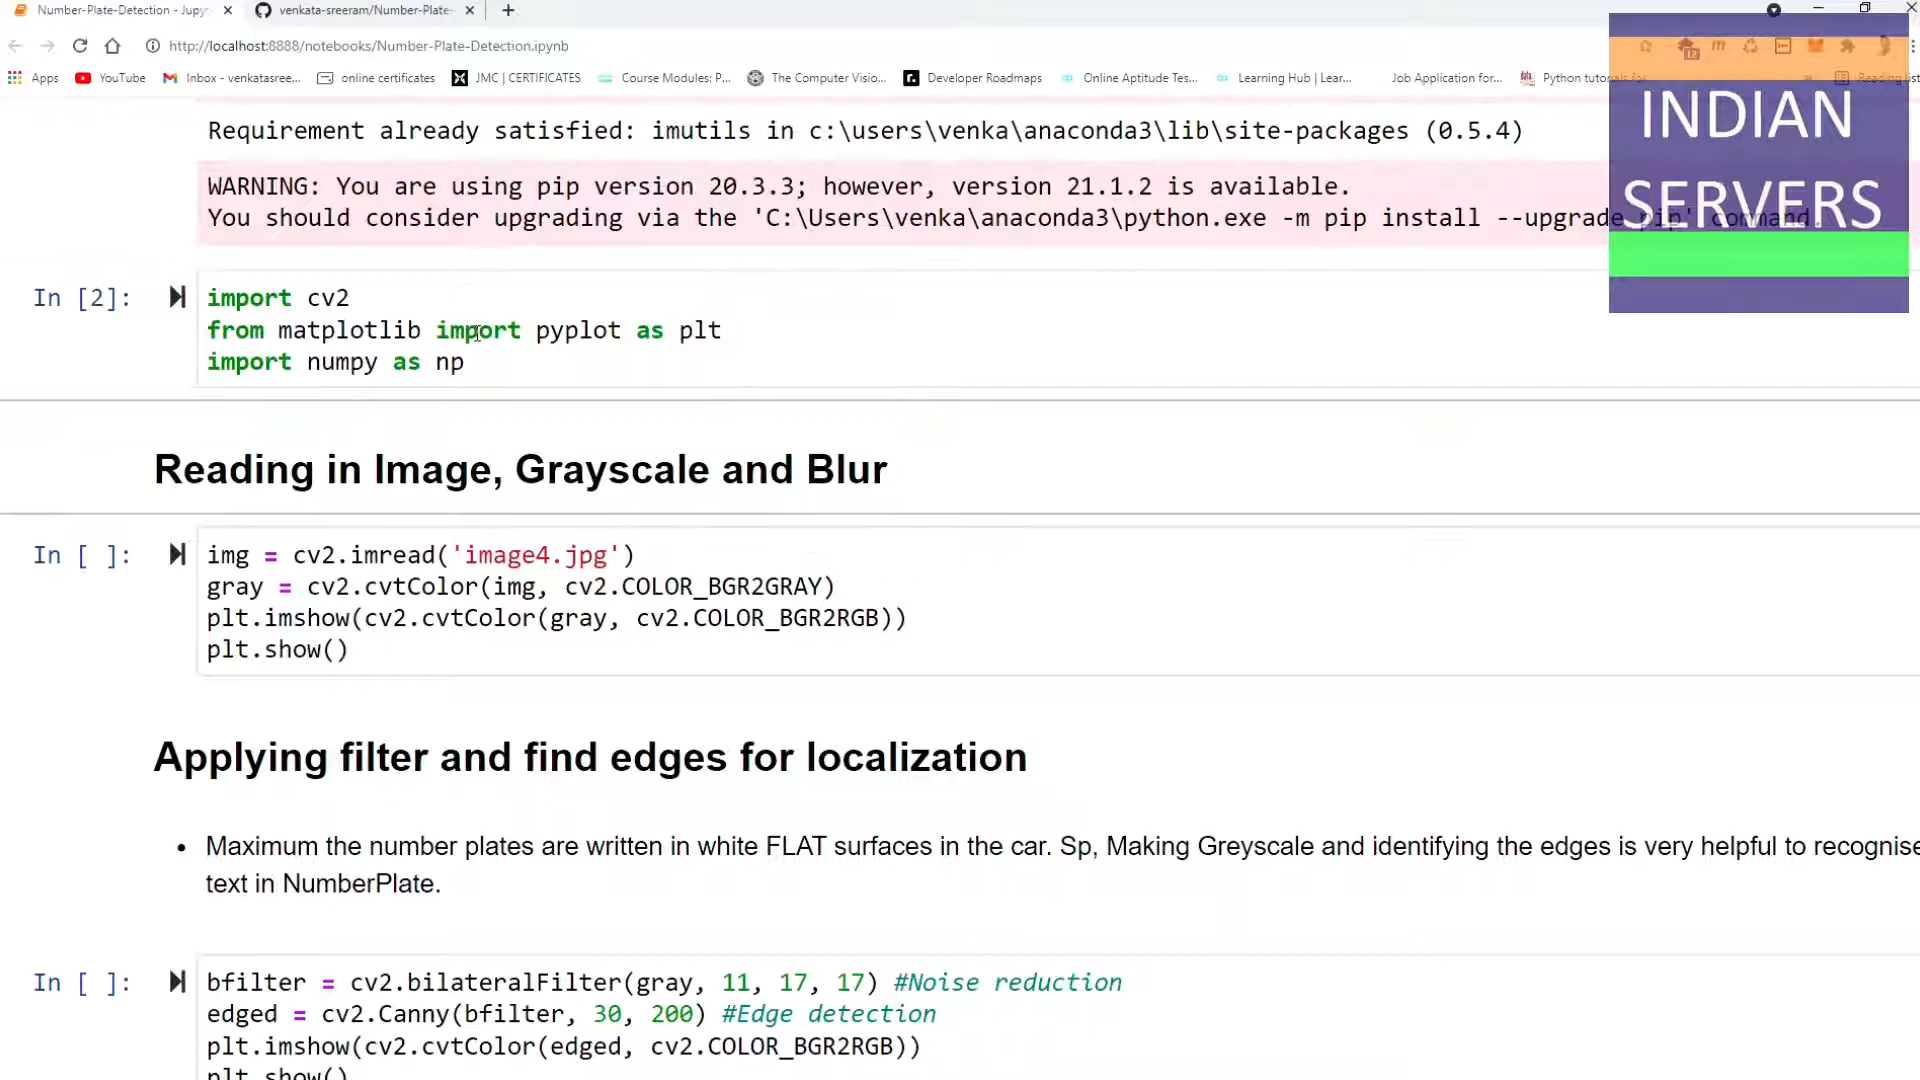 Number-Plate-Detection - Jupy
venkata-sreeram/Number-Plate-
http://localhost:8888/notebooks/Number-Plate-Detection.ipynb
Apps YouTube Inbox - venkatasree... online certificates JMC | CERTIFICATES Course Modules: P... The Computer Visio... Developer Roadmaps Online Aptitude Tes... Learning Hub | Lear... Job Application for... Python tutorials for Reading list
Requirement already satisfied: imutils in c:\users\venka\anaconda3\lib\site-packages (0.5.4)
WARNING: You are using pip version 20.3.3; however, version 21.1.2 is available.
You should consider upgrading via the 'C:\Users\venka\anaconda3\python.exe -m pip install --upgrade pip' command.
INDIAN
SERVERS
In [2]: import cv2
from matplotlib import pyplot as plt
import numpy as np
Reading in Image, Grayscale and Blur
In [ ]: img = cv2.imread('image4.jpg')
gray = cv2.cvtColor(img, cv2.COLOR_BGR2GRAY)
plt.imshow(cv2.cvtColor(gray, cv2.COLOR_BGR2RGB))
plt.show()
Applying filter and find edges for localization
• Maximum the number plates are written in white FLAT surfaces in the car. Sp, Making Greyscale and identifying the edges is very helpful to recognise
text in NumberPlate.
In [ ]: bfilter = cv2.bilateralFilter(gray, 11, 17, 17) #Noise reduction
edged = cv2.Canny(bfilter, 30, 200) #Edge detection
plt.imshow(cv2.cvtColor(edged, cv2.COLOR_BGR2RGB))
plt.show()